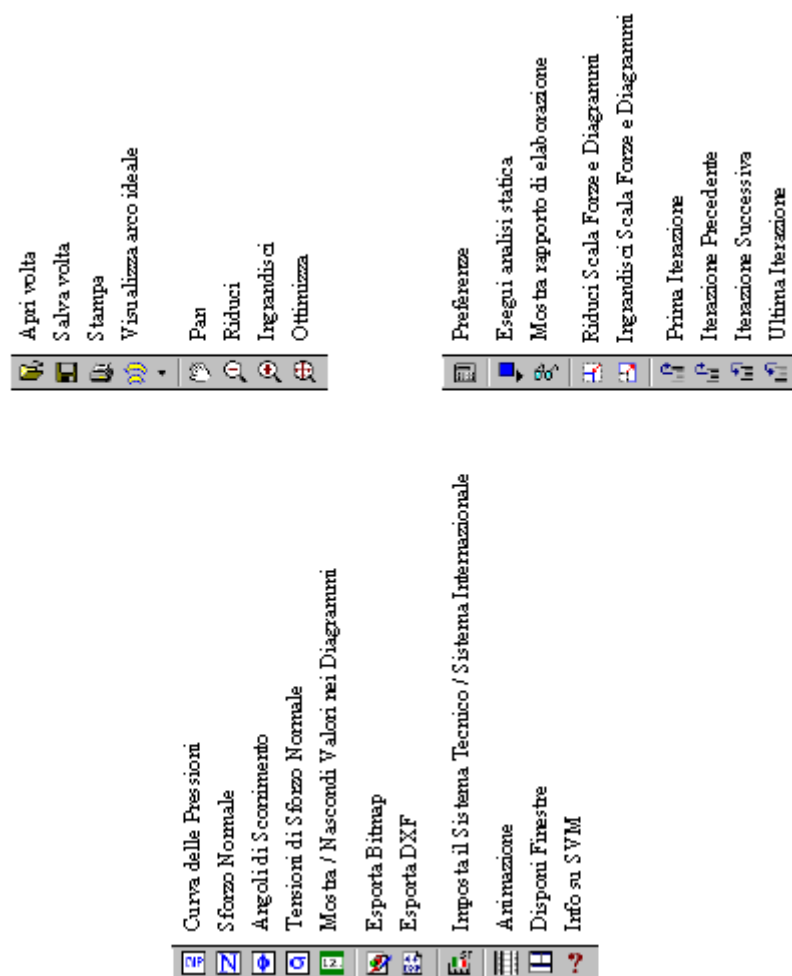 Apri volta
Salva volta
Stampa
Visualizza arco ideale
Pan
Riduci
Ingrandisci
Ottimizza
Preferenze
Esegui analisi statica
Mostra rapporto di elaborazione
Riduci Scala Forze e Diagrammi
Ingrandisci Scala Forze e Diagrammi
Prima Iterazione
Iterazione Precedente
Iterazione Successiva
Ultima Iterazione
CdP Curva delle Pressioni
N Sforzo Normale
Φ Angoli di Scorrimento
σ Tensioni di Sforzo Normale
12. Mostra / Nascondi Valori nei Diagrammi
Esporta Bitmap
DXF Esporta DXF
Imposta il Sistema Tecnico / Sistema Internazionale
Animazione
Disponi Finestre
? Info su SVM